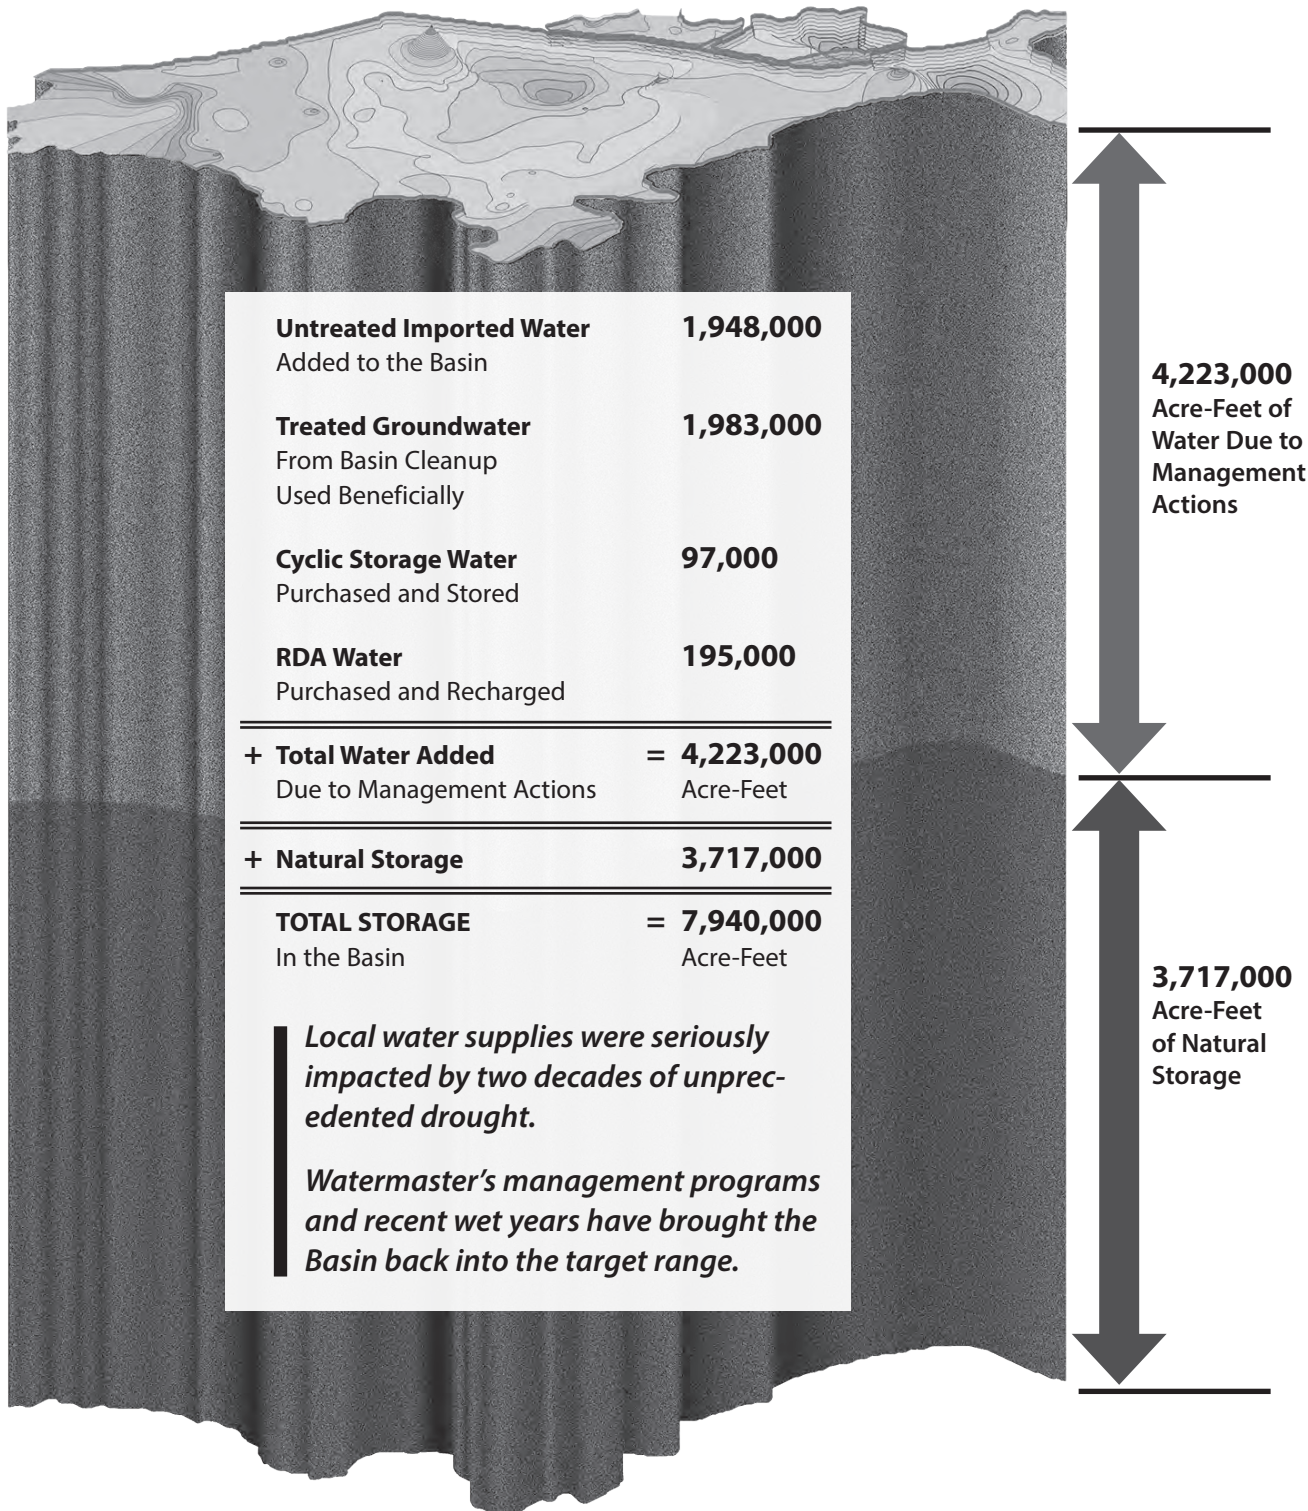 Untreated Imported Water 1,948,000
Added to the Basin
Treated Groundwater 1,983,000
From Basin Cleanup
Used Beneficially
Cyclic Storage Water 97,000
Purchased and Stored
RDA Water 195,000
Purchased and Recharged
+ Total Water Added = 4,223,000
Due to Management Actions Acre-Feet
+ Natural Storage 3,717,000
TOTAL STORAGE = 7,940,000
In the Basin Acre-Feet
Local water supplies were seriously
impacted by two decades of unprec-
edented drought.
Watermaster’s management programs
and recent wet years have brought the
Basin back into the target range.
4,223,000
Acre-Feet of
Water Due to
Management
Actions
3,717,000
Acre-Feet
of Natural
Storage